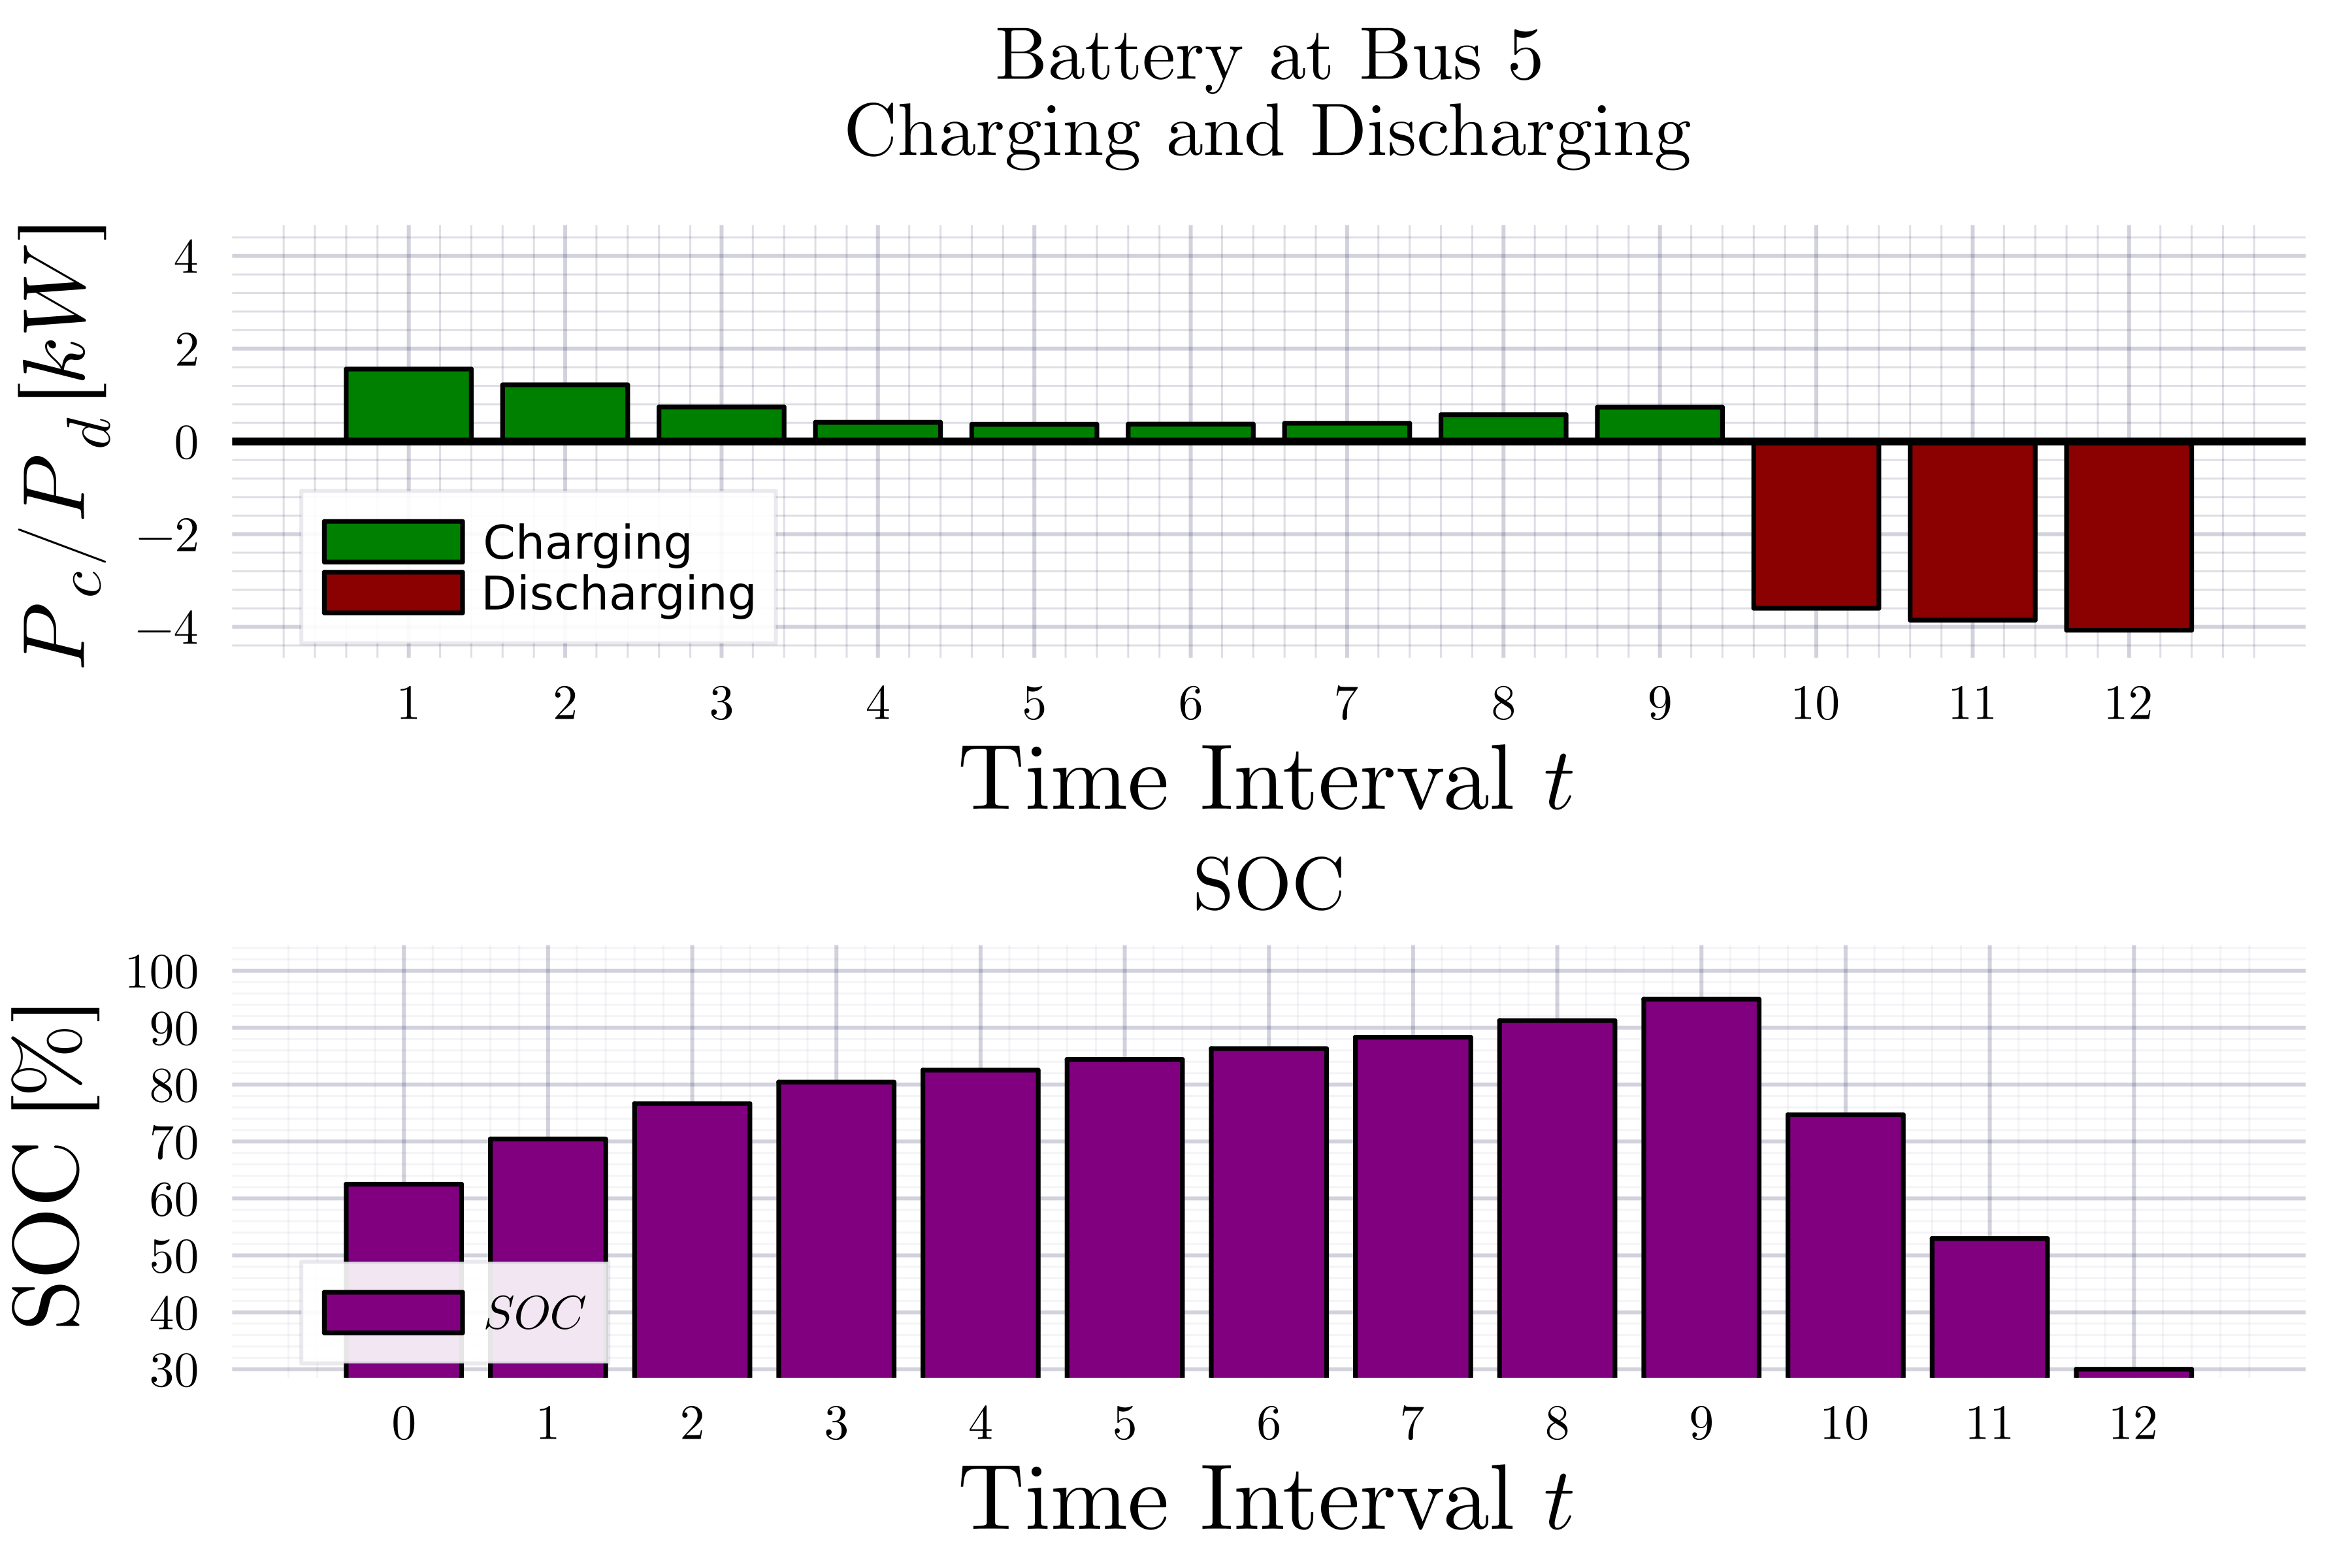 Battery at Bus 5
Charging and Discharging
P_c/P_d [kW]
4
2
0
−2
−4
Charging
Discharging
1 2 3 4 5 6 7 8 9 10 11 12
Time Interval t
SOC
SOC [%]
100
90
80
70
60
50
40
30
SOC
0 1 2 3 4 5 6 7 8 9 10 11 12
Time Interval t